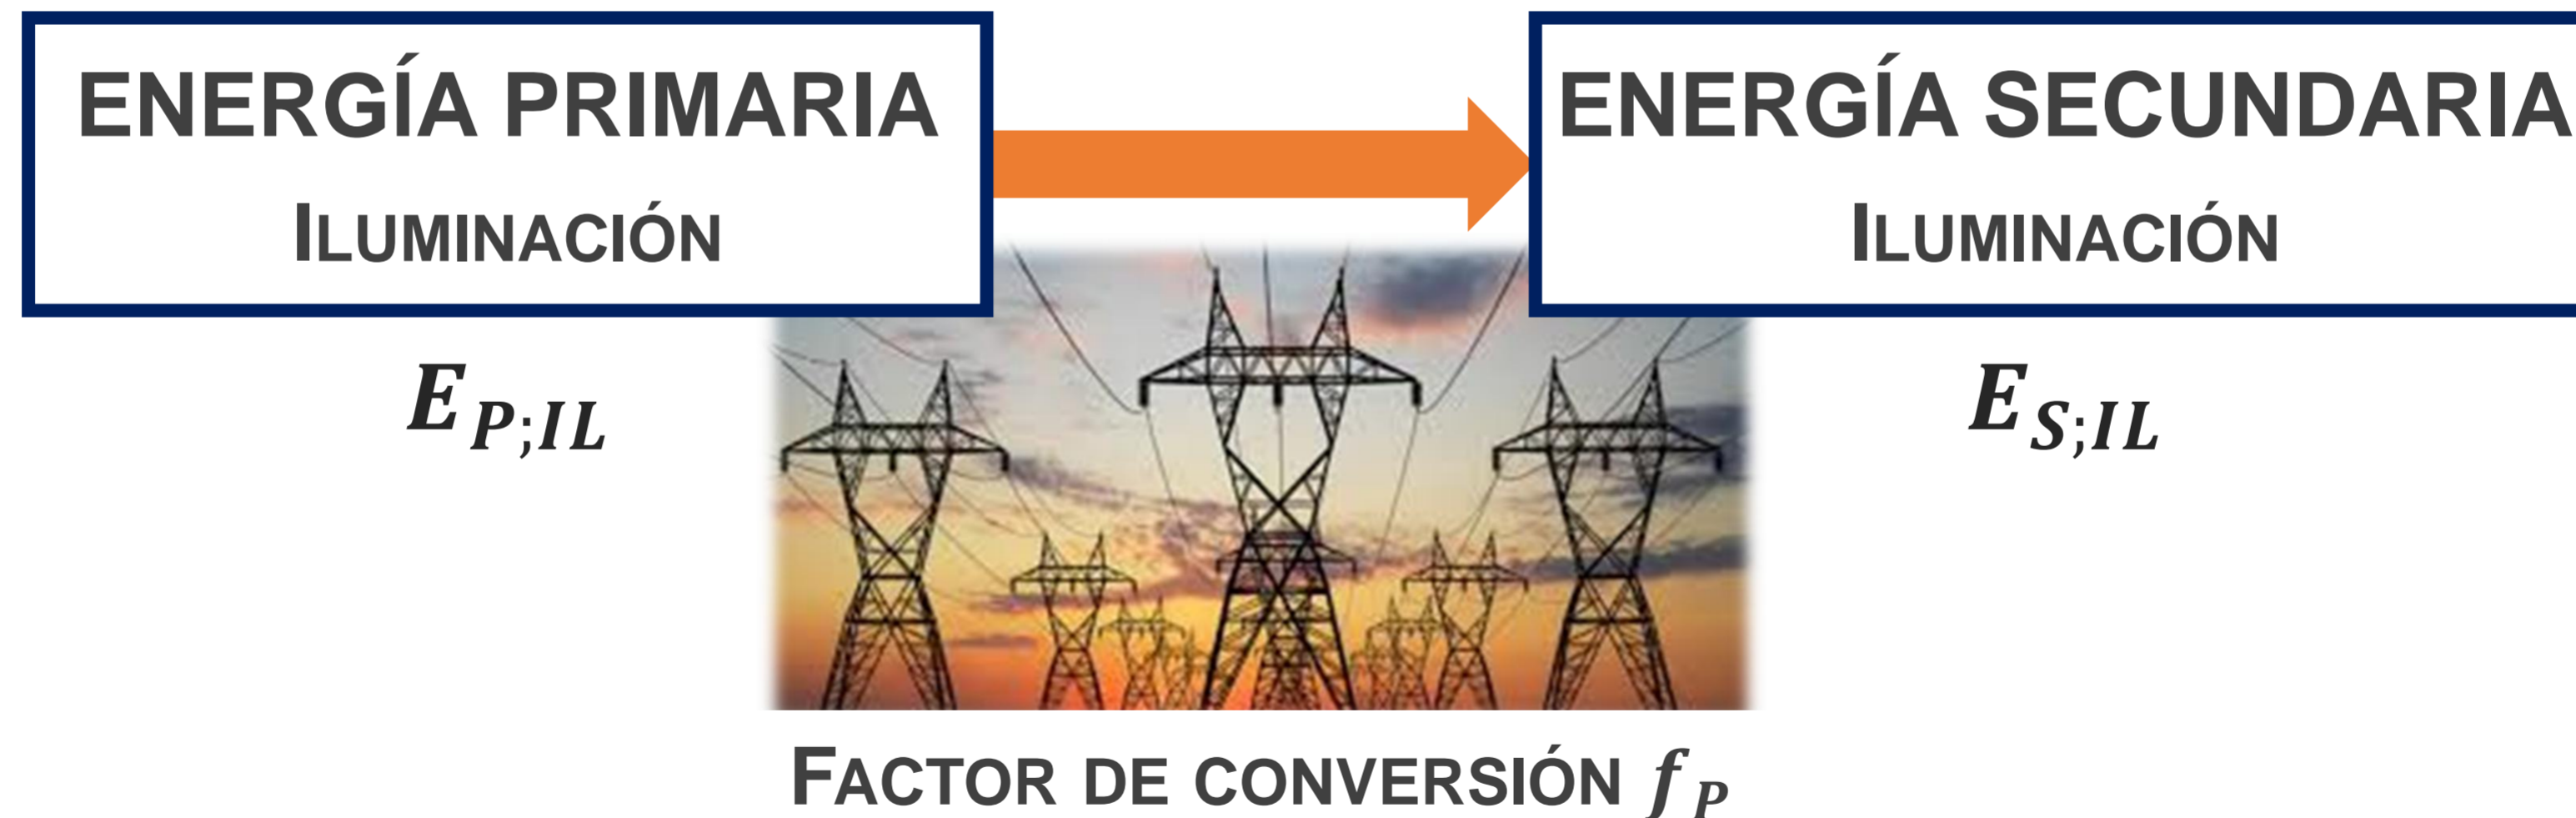 ENERGÍA PRIMARIA
ILUMINACIÓN
ENERGÍA SECUNDARIA
ILUMINACIÓN
E_{P;IL}
E_{S;IL}
FACTOR DE CONVERSIÓN f_P